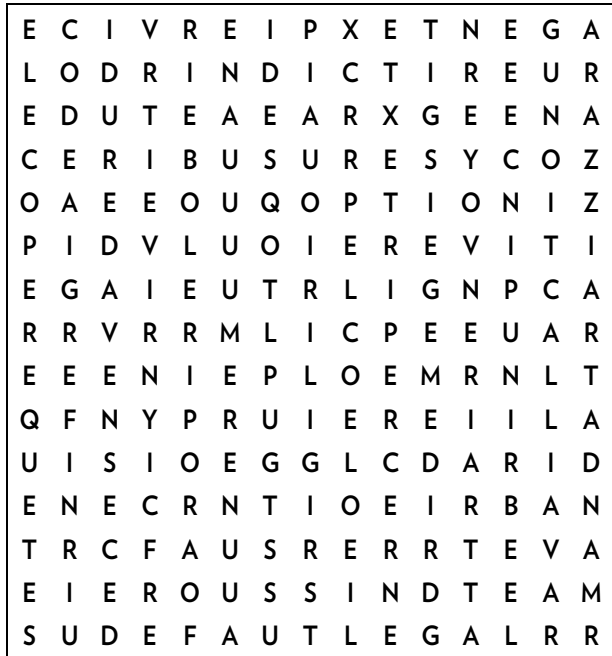 E C I V R E I P X E T N E G A
L O D R I N D I C T I R E U R
E D U T E A E A R X G E E N A
C E R I B U S U R E S Y C O Z
O A E E O U Q O P T I O N I Z
P I D V L U O I E R E V I T I
E G A I E U T R L I G N P C A
R R V R R M L I C P E E U A R
E E E N I E P L O E M R N L T
Q F N Y P R U I E R E I I L A
U I S I O E G G L C D A R I D
E N E C R N T I O E I R B A N
T R C F A U S R E R R T E V A
E I E R O U S S I N D T E A M
S U D E F A U T L E G A L R R